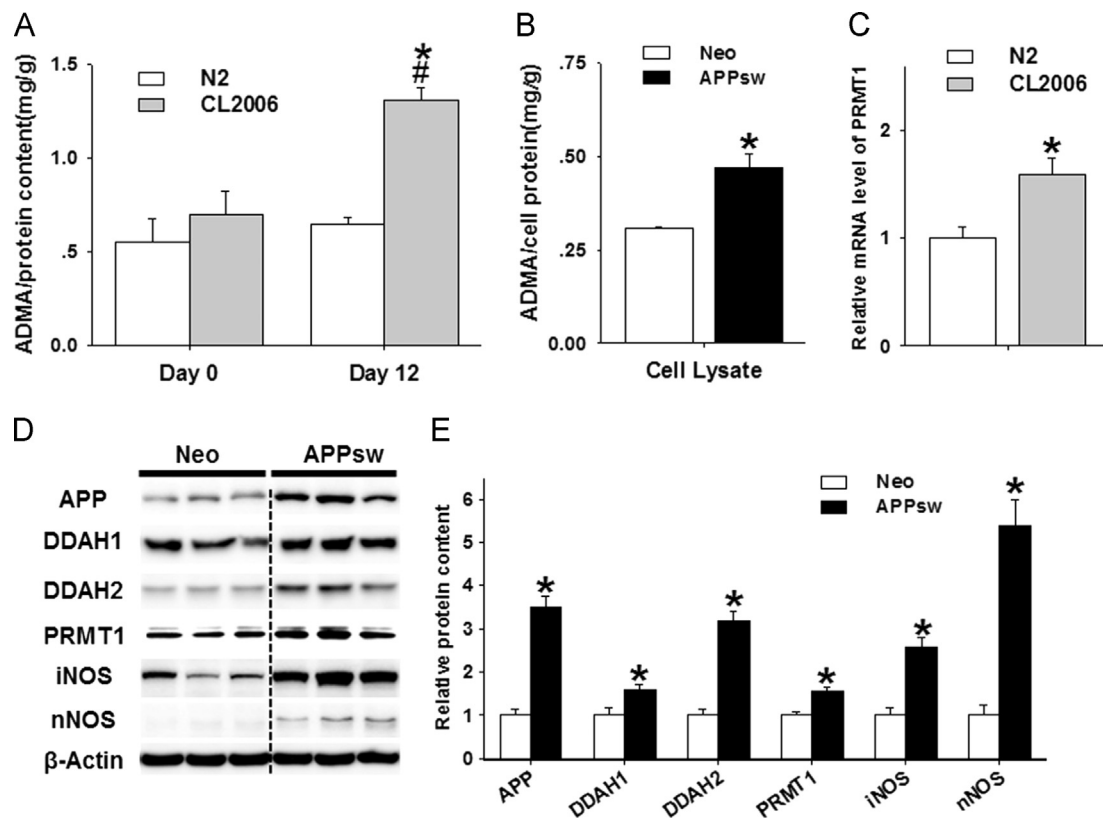 A
ADMA/protein content(mg/g)
1.5
1.0
.5
0.0
N2
CL2006
*
#
Day 0
Day 12
B
ADMA/cell protein(mg/g)
.75
.50
.25
0.00
Neo
APPsw
*
Cell Lysate
C
Relative mRNA level of PRMT1
2
1
0
N2
CL2006
*
D
Neo
APPsw
APP
DDAH1
DDAH2
PRMT1
iNOS
nNOS
β-Actin
E
Relative protein content
6
5
4
3
2
1
0
Neo
APPsw
*
*
*
*
*
*
APP
DDAH1
DDAH2
PRMT1
iNOS
nNOS